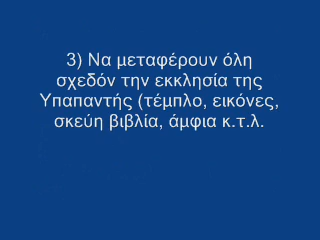 3) Να μεταφέρουν όλη
σχεδόν την εκκλησία της
Υπαπαντής (τέμπλο, εικόνες,
σκεύη βιβλία, άμφια κ.τ.λ.